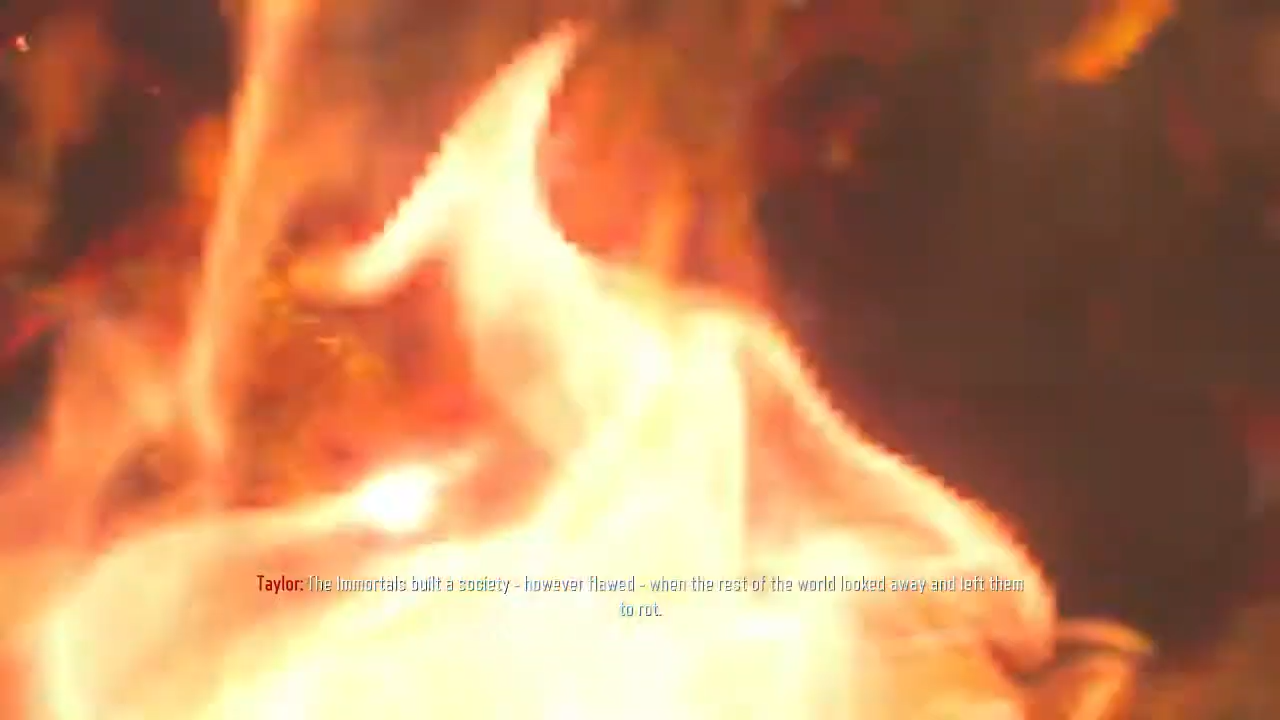 Taylor: The Immortals built a society - however flawed - when the rest of the world looked away and left them
to rot.